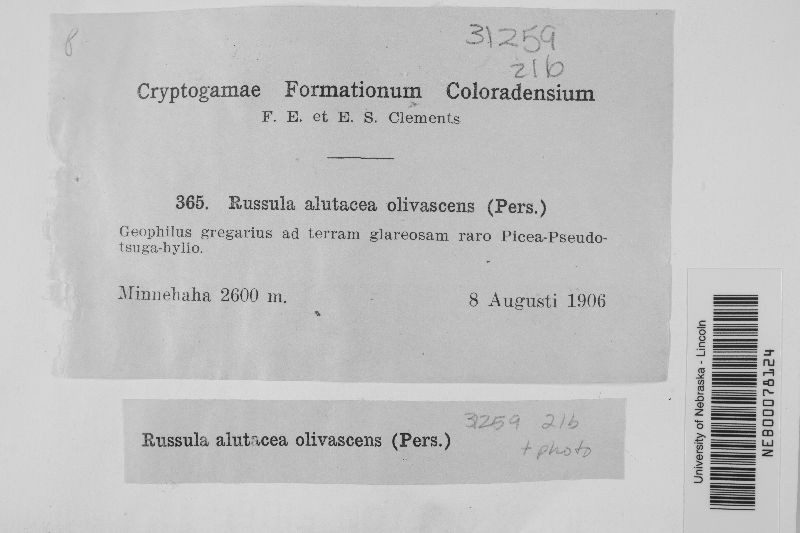 8
31259
21b
Cryptogamae Formationum Coloradensium
F. E. et E. S. Clements
365. Russula alutacea olivascens (Pers.)
Geophilus gregarius ad terram glareosam raro Picea-Pseudo-
tsuga-hylio.
Minnehaha 2600 m. 8 Augusti 1906
Russula alutacea olivascens (Pers.)
31259 21b
+ photo
University of Nebraska - Lincoln
NEB00078124